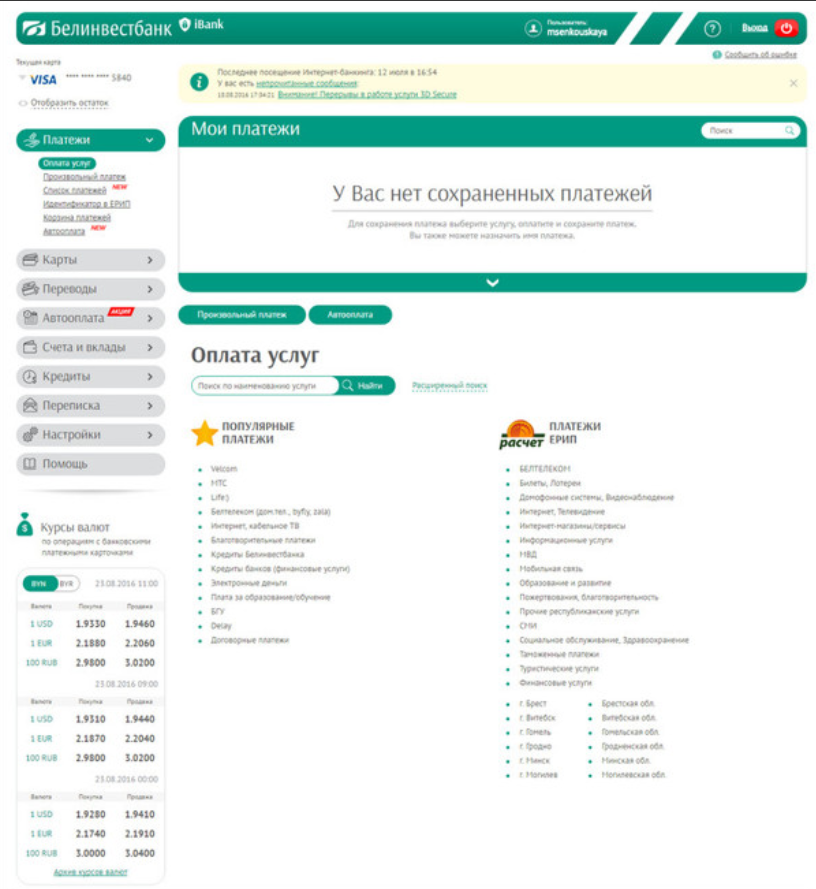 Белинвестбанк iBank
Пользователь:
msenkouskaya
?
Выход
Сообщить об ошибке
Текущая карта
VISA **** **** **** 5840
Отобразить остаток
Последнее посещение Интернет-банкинга: 12 июля в 16:54
У вас есть непрочитанные сообщения:
18.08.2016 17:04:21 Внимание! Перерывы в работе услуги 3D Secure
Платежи
Оплата услуг
Произвольный платеж
Список платежей NEW
Идентификатор в ЕРИП
Корзина платежей
Автооплата NEW
Карты
Переводы
Автооплата АКЦИЯ
Счета и вклады
Кредиты
Переписка
Настройки
Помощь
Мои платежи
Поиск
У Вас нет сохраненных платежей
Для сохранения платежа выберите услугу, оплатите и сохраните платеж.
Вы также можете назначить имя платежа.
Произвольный платеж Автооплата
Оплата услуг
Поиск по наименованию услуги Найти Расширенный поиск
ПОПУЛЯРНЫЕ
ПЛАТЕЖИ
Velcom
МТС
Life:)
Белтелеком (дом.тел., byfly, zala)
Интернет, кабельное ТВ
Благотворительные платежи
Кредиты Белинвестбанка
Кредиты банков (финансовые услуги)
Электронные деньги
Плата за образование/обучение
БГУ
Delay
Договорные платежи
расчет
ПЛАТЕЖИ
ЕРИП
БЕЛТЕЛЕКОМ
Билеты, Лотереи
Домофонные системы, Видеонаблюдение
Интернет, Телевидение
Интернет-магазины/сервисы
Информационные услуги
МВД
Мобильная связь
Образование и развитие
Пожертвования, благотворительность
Прочие республиканские услуги
СМИ
Социальное обслуживание, Здравоохранение
Таможенные платежи
Туристические услуги
Финансовые услуги
г. Брест Брестская обл.
г. Витебск Витебская обл.
г. Гомель Гомельская обл.
г. Гродно Гродненская обл.
г. Минск Минская обл.
г. Могилев Могилевская обл.
Курсы валют
по операциям с банковскими
платежными карточками
BYN BYR 23.08.2016 11:00
Валюта Покупка Продажа
1 USD 1.9330 1.9460
1 EUR 2.1880 2.2060
100 RUB 2.9800 3.0200
23.08.2016 09:00
Валюта Покупка Продажа
1 USD 1.9310 1.9440
1 EUR 2.1870 2.2040
100 RUB 2.9800 3.0200
23.08.2016 00:00
Валюта Покупка Продажа
1 USD 1.9280 1.9410
1 EUR 2.1740 2.1910
100 RUB 3.0000 3.0400
Архив курсов валют